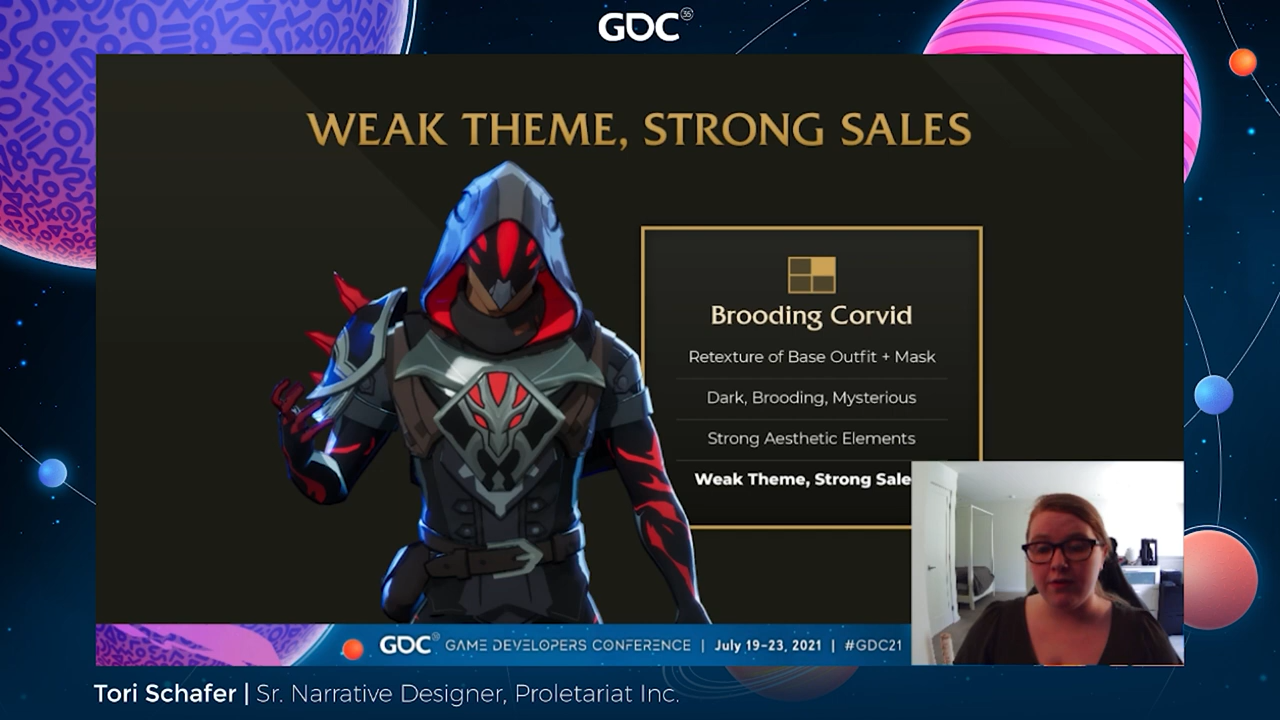 GDC 35
WEAK THEME, STRONG SALES
Brooding Corvid
Retexture of Base Outfit + Mask
Dark, Brooding, Mysterious
Strong Aesthetic Elements
Weak Theme, Strong Sale
GDC GAME DEVELOPERS CONFERENCE | July 19-23, 2021 | #GDC21
Tori Schafer | Sr. Narrative Designer, Proletariat Inc.